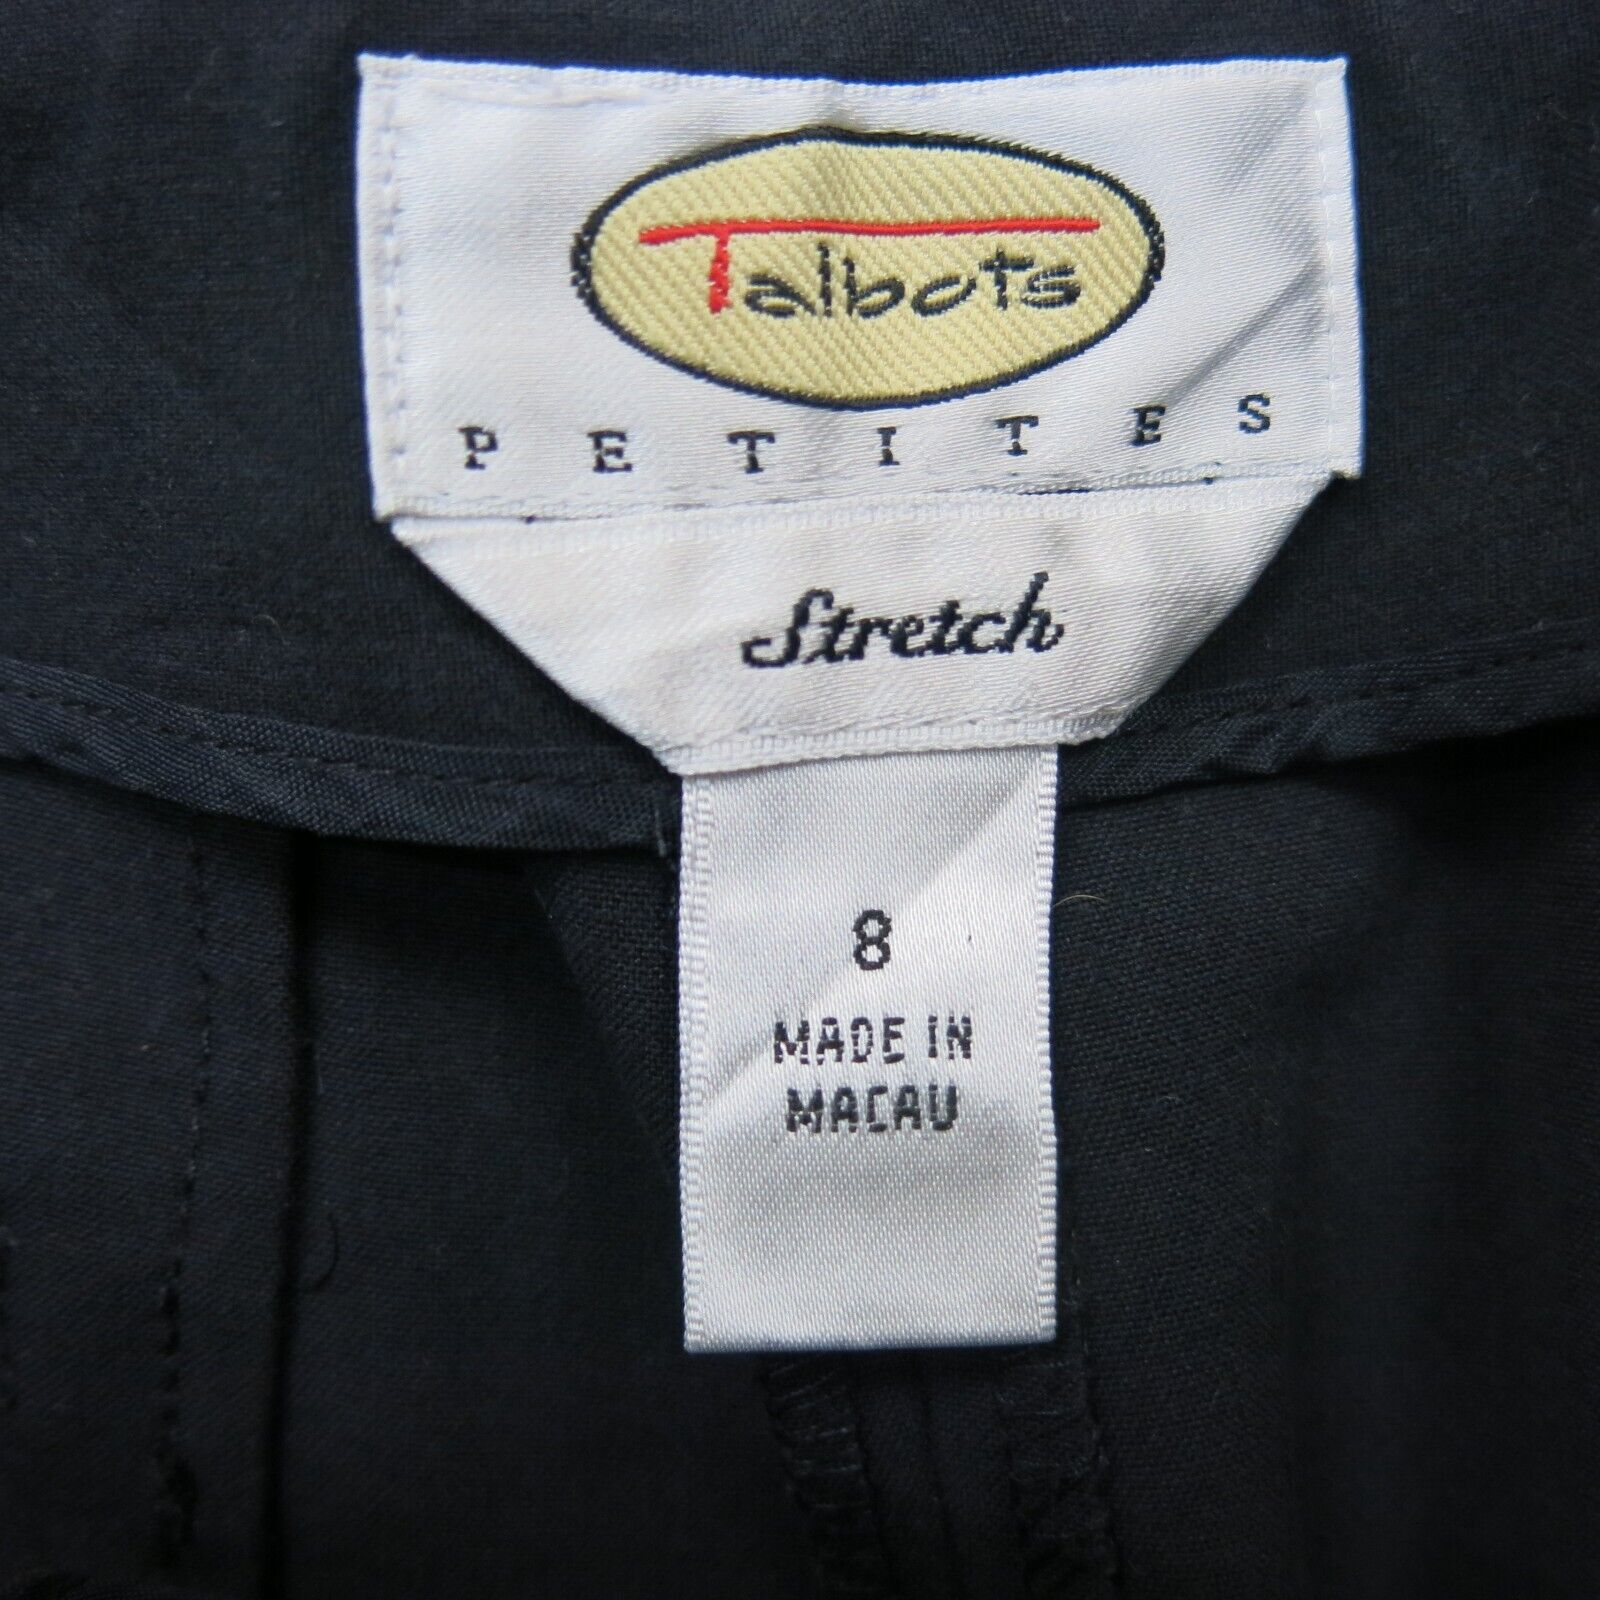 Talbots
PETITES
Stretch
8
MADE IN
MACAU